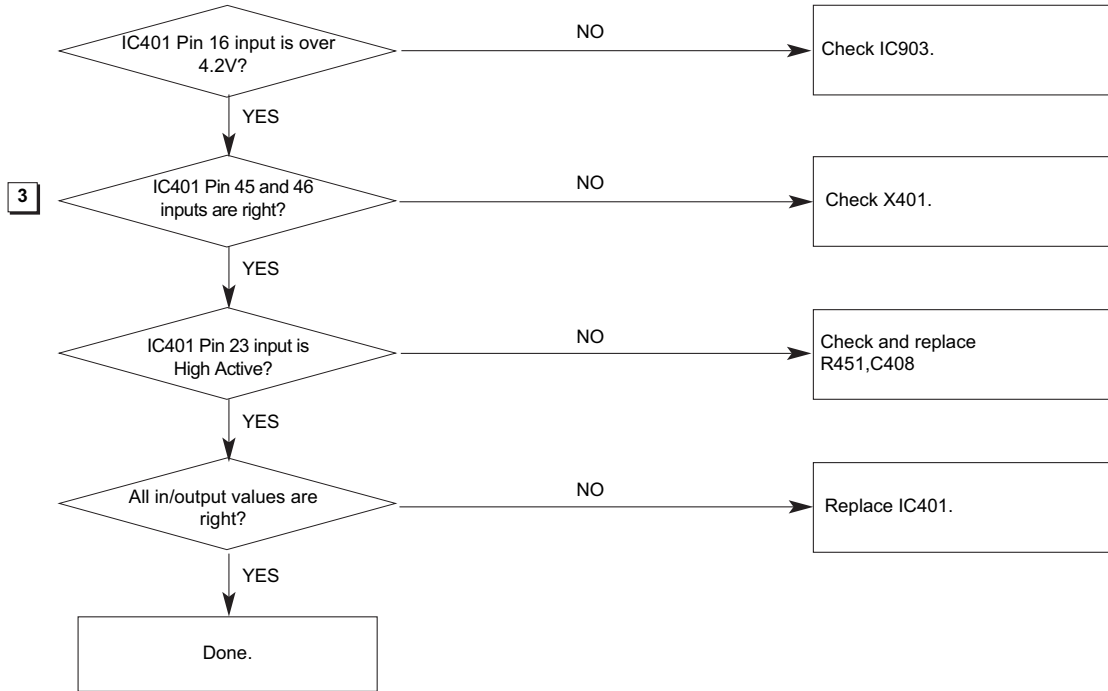 IC401 Pin 16 input is over
4.2V?
NO
Check IC903.
YES
3
IC401 Pin 45 and 46
inputs are right?
NO
Check X401.
YES
IC401 Pin 23 input is
High Active?
NO
Check and replace
R451,C408
YES
All in/output values are
right?
NO
Replace IC401.
YES
Done.